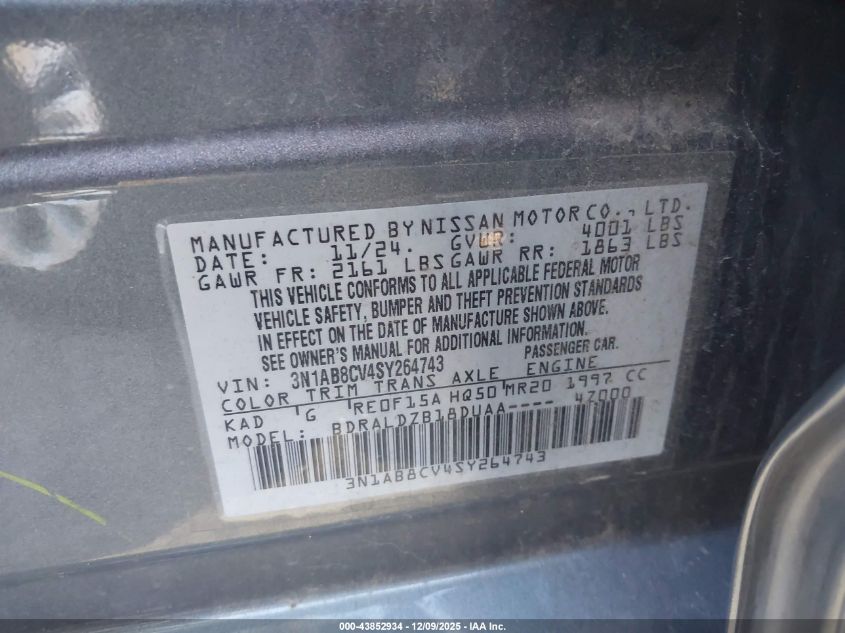 MANUFACTURED BY NISSAN MOTOR CO., LTD.
DATE: 11/24. GVWR: 4001 LBS
GAWR FR: 2161 LBS GAWR RR: 1863 LBS
THIS VEHICLE CONFORMS TO ALL APPLICABLE FEDERAL MOTOR
VEHICLE SAFETY, BUMPER AND THEFT PREVENTION STANDARDS
IN EFFECT ON THE DATE OF MANUFACTURE SHOWN ABOVE.
SEE OWNER'S MANUAL FOR ADDITIONAL INFORMATION.
VIN: 3N1AB8CV4SY264743 PASSENGER CAR.
COLOR TRIM TRANS AXLE ENGINE
KAD 'G 'RE0F15A HQ50 'MR20 1997 CC
MODEL: BDRALDZB18DUAA---- 47000
3N1AB8CV4SY264743
000-43852934 - 12/09/2025 - IAA Inc.